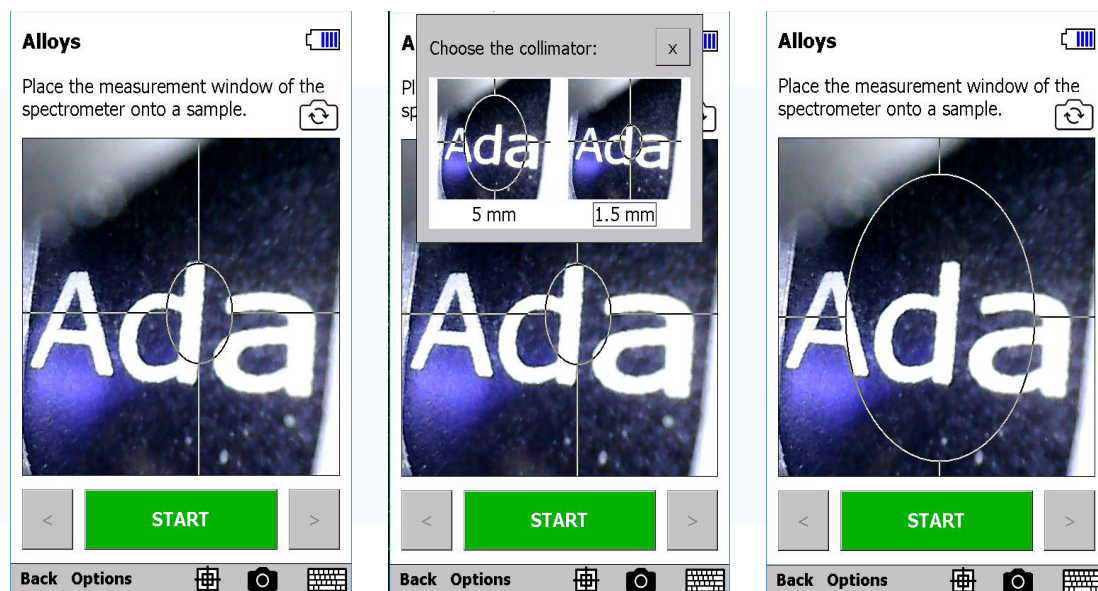 Alloys
Place the measurement window of the
spectrometer onto a sample.
Ada
<
START
>
Back Options
A
Choose the collimator:
x
Pl
sp
Ada
Ada
5 mm
1.5 mm
Ada
<
START
>
Back Options
Alloys
Place the measurement window of the
spectrometer onto a sample.
Ada
<
START
>
Back Options